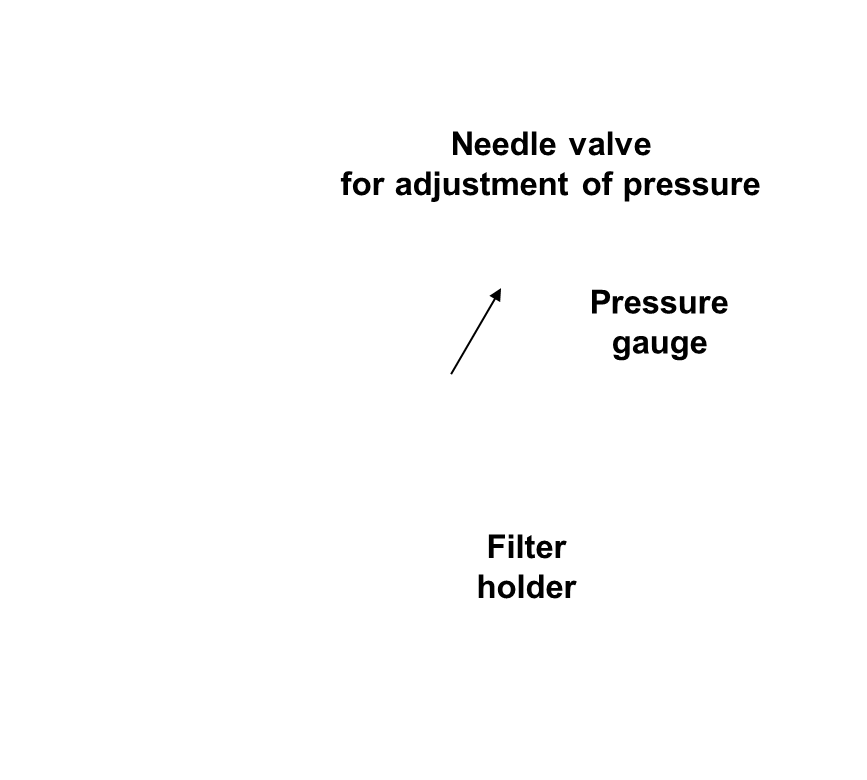 Needle valve
for adjustment of pressure
Pressure
gauge
Filter
holder